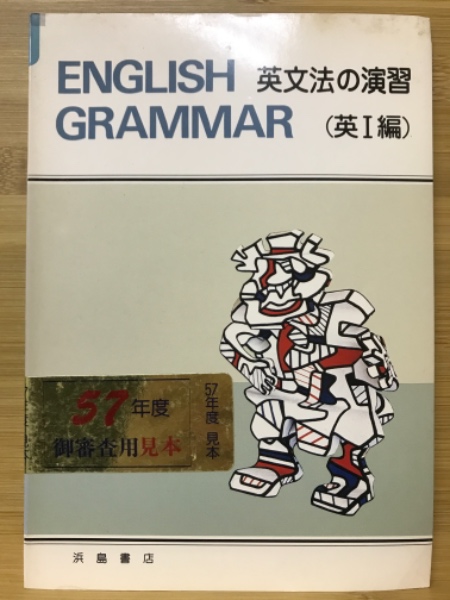 ENGLISH
GRAMMAR
英文法の演習
(英I編)
57年度
御審査用見本
57年度 見本
浜島書店